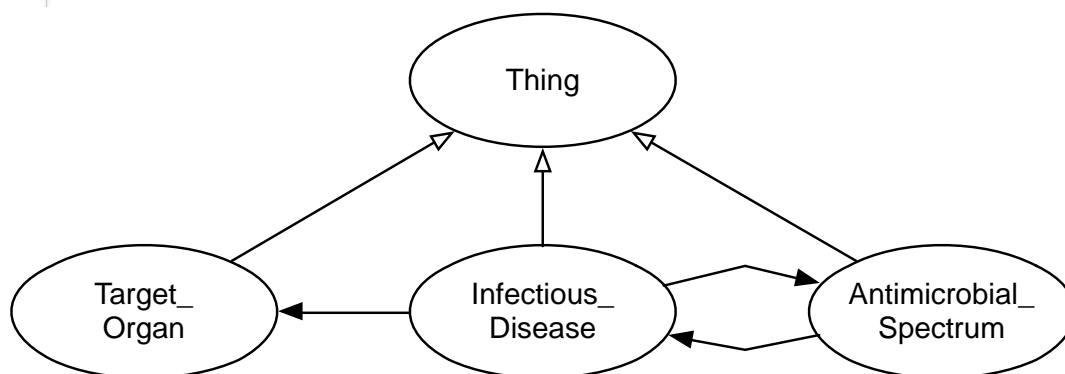 Thing
Target_
Organ
Infectious_
Disease
Antimicrobial_
Spectrum